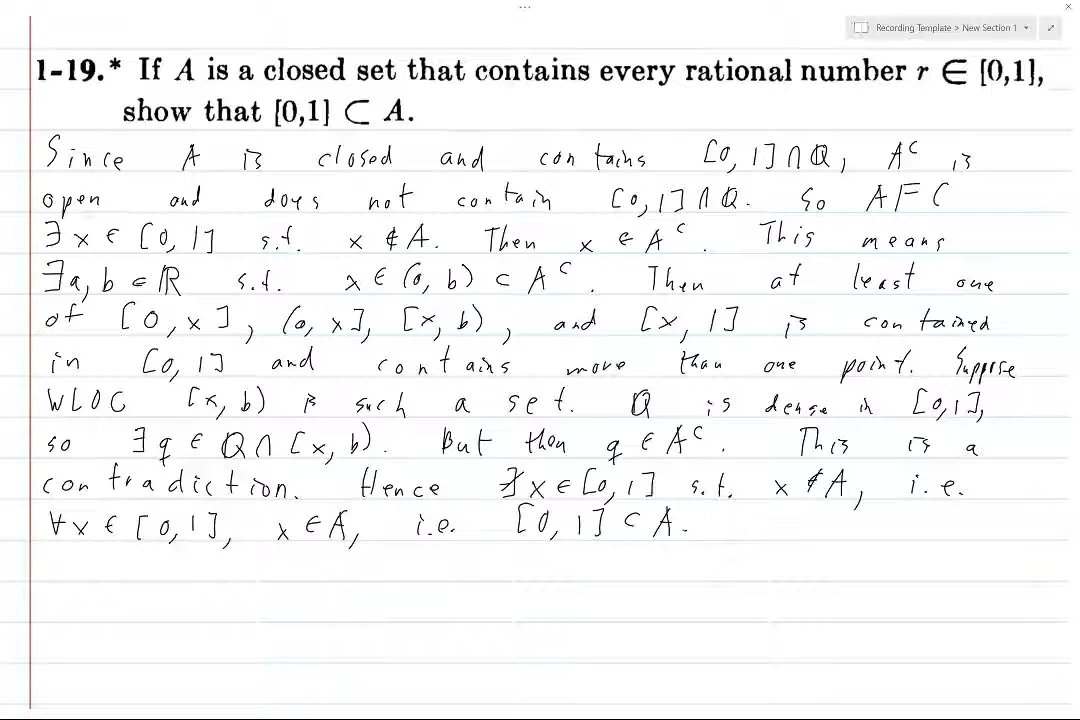 Recording Template > New Section 1
1-19.* If A is a closed set that contains every rational number r ∈ [0,1],
show that [0,1] ⊂ A.
Since A is closed and contains [0,1]∩Q, A^c is
open and does not contain [0,1]∩Q. So AFC
∃x ∈ [0,1] s.t. x ∉ A. Then x ∈ A^c. This means
∃a,b ∈ ℝ s.t. x ∈ (a,b) ⊂ A^c. Then at least one
of [0,x], (a,x], [x,b), and [x,1] is contained
in [0,1] and contains more than one point. Suppose
WLOG [x,b) is such a set. Q is dense in [0,1],
so ∃q ∈ Q∩[x,b). But then q ∈ A^c. This is a
contradiction. Hence ∄x ∈ [0,1] s.t. x ∉ A, i.e.
∀x ∈ [0,1], x ∈ A, i.e. [0,1] ⊂ A.